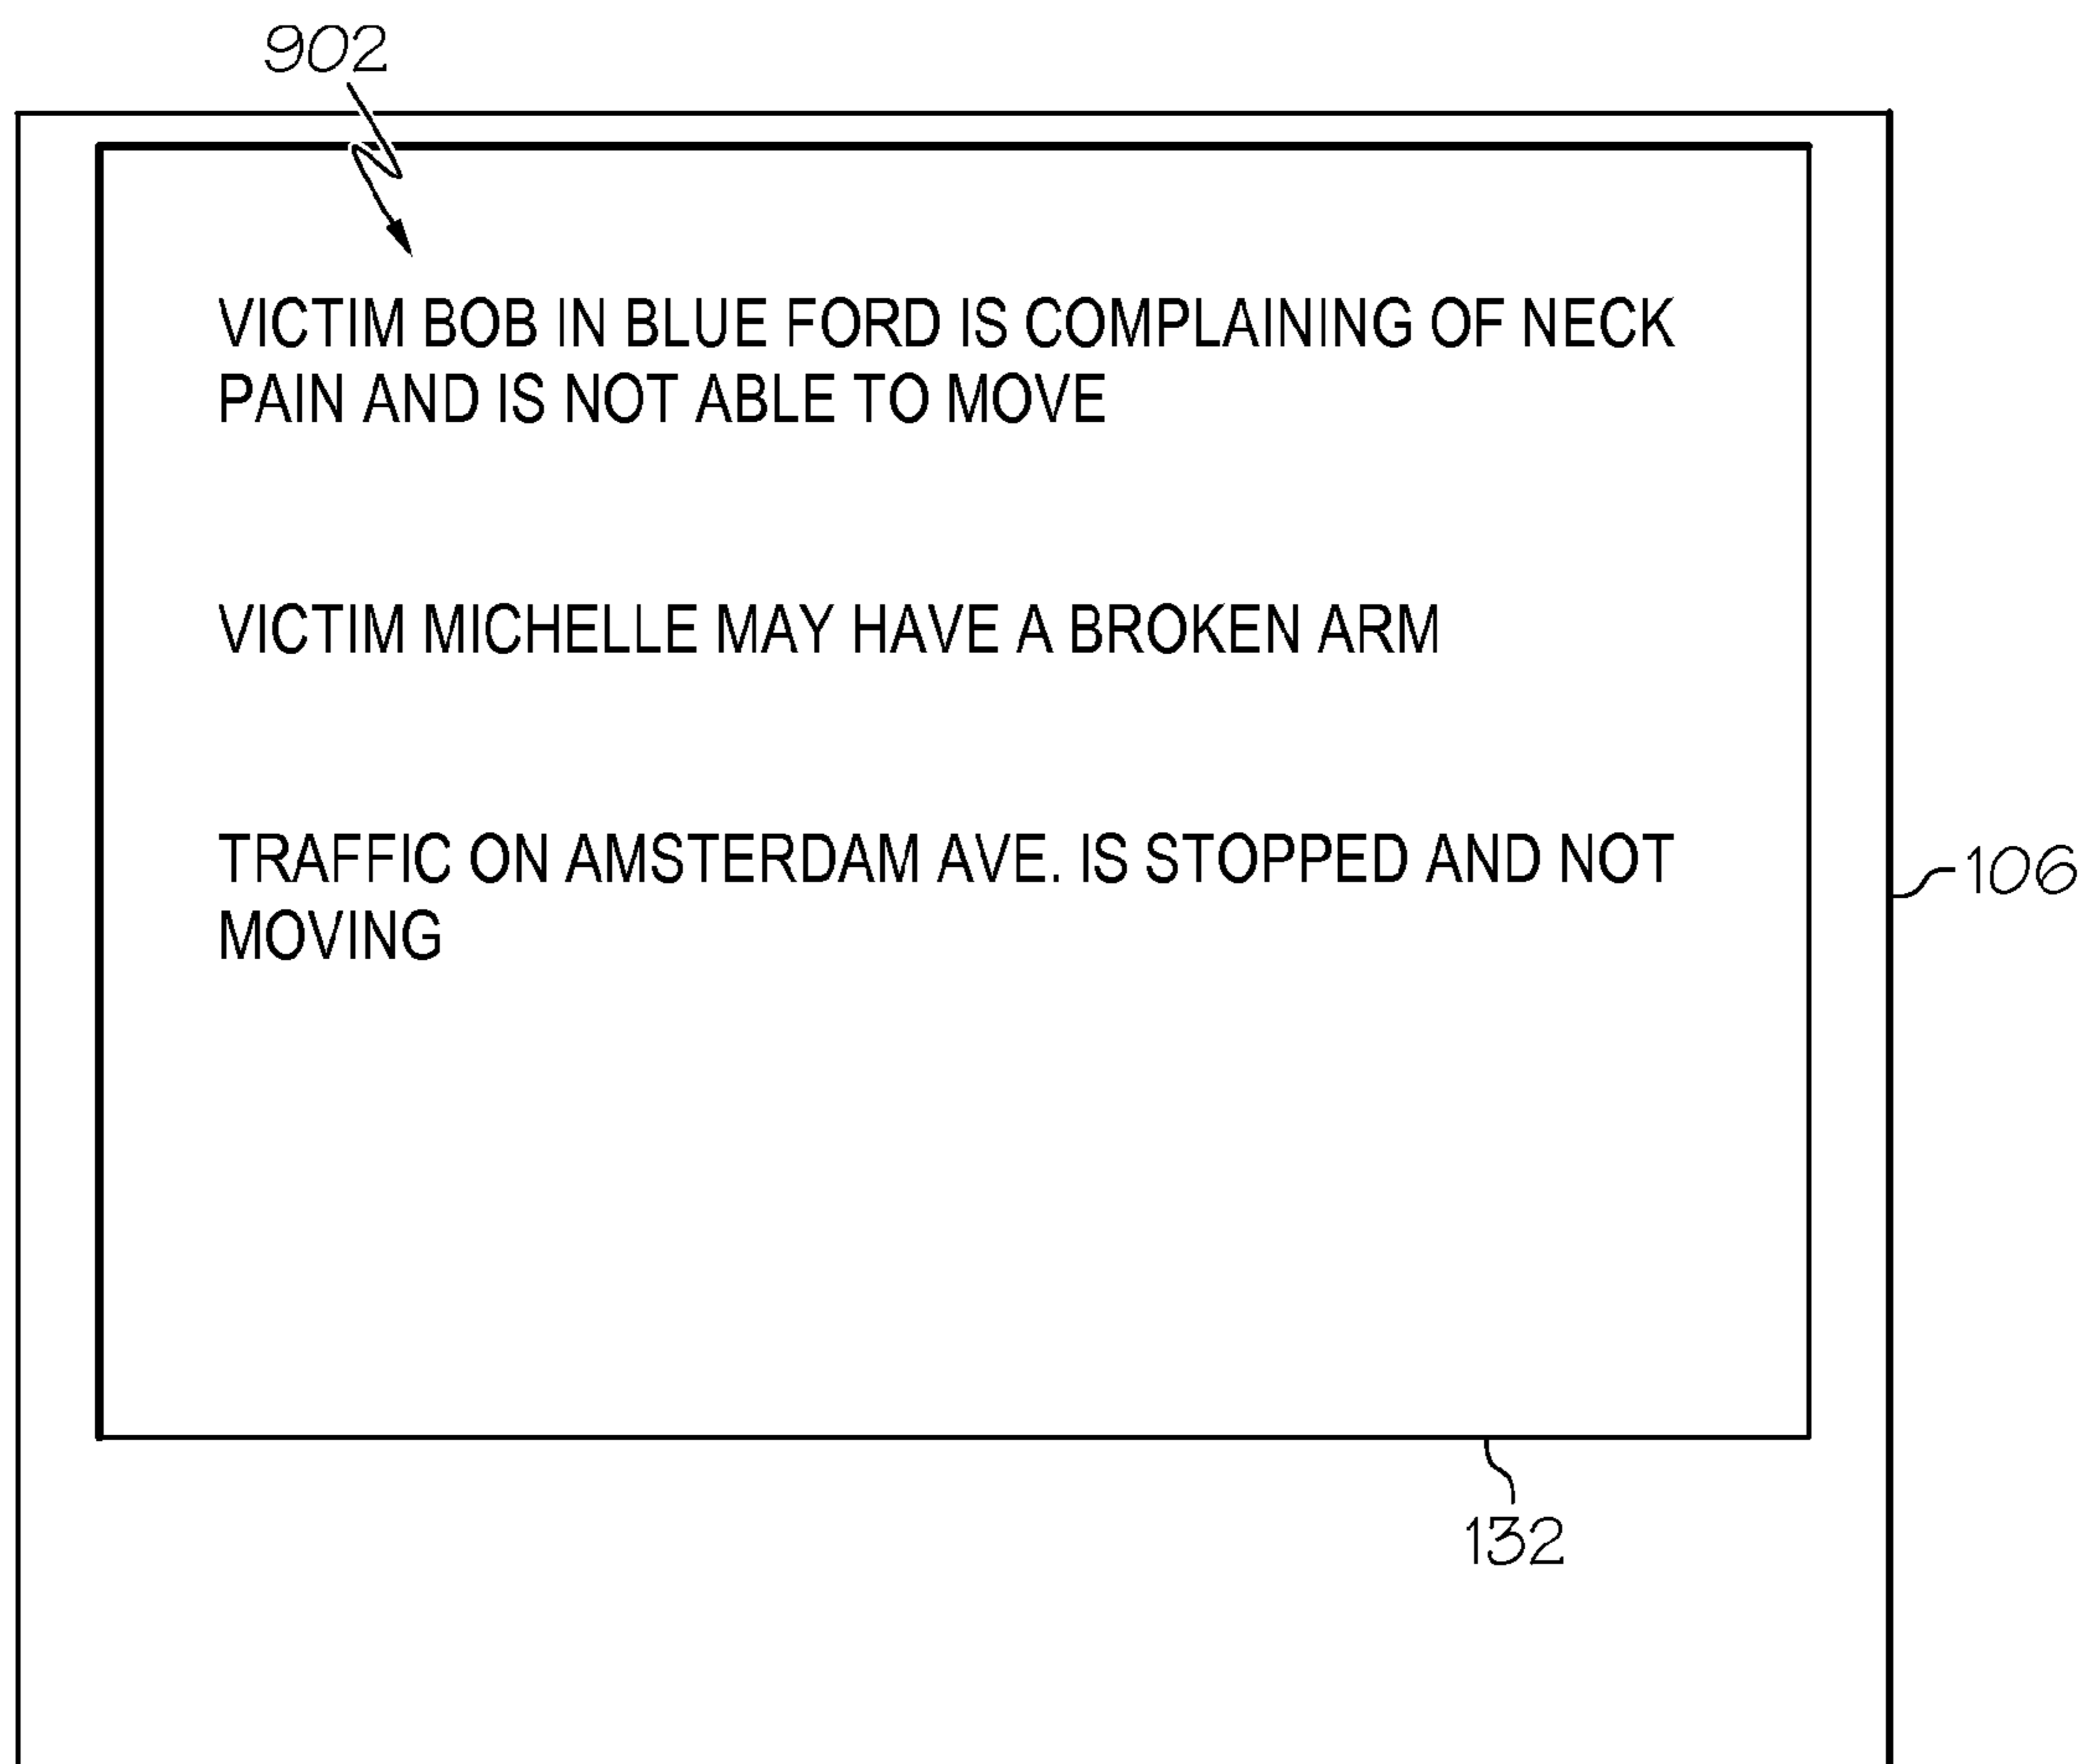 902
VICTIM BOB IN BLUE FORD IS COMPLAINING OF NECK
PAIN AND IS NOT ABLE TO MOVE
VICTIM MICHELLE MAY HAVE A BROKEN ARM
TRAFFIC ON AMSTERDAM AVE. IS STOPPED AND NOT
MOVING
106
132